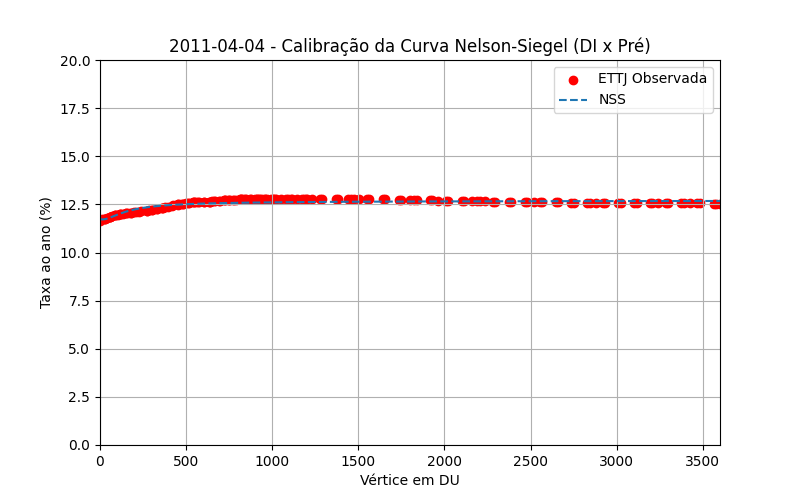 2011-04-04 - Calibração da Curva Nelson-Siegel (DI x Pré)
ETTJ Observada
NSS
Taxa ao ano (%)
20.0
17.5
15.0
12.5
10.0
7.5
5.0
2.5
0.0
0 500 1000 1500 2000 2500 3000 3500
Vértice em DU